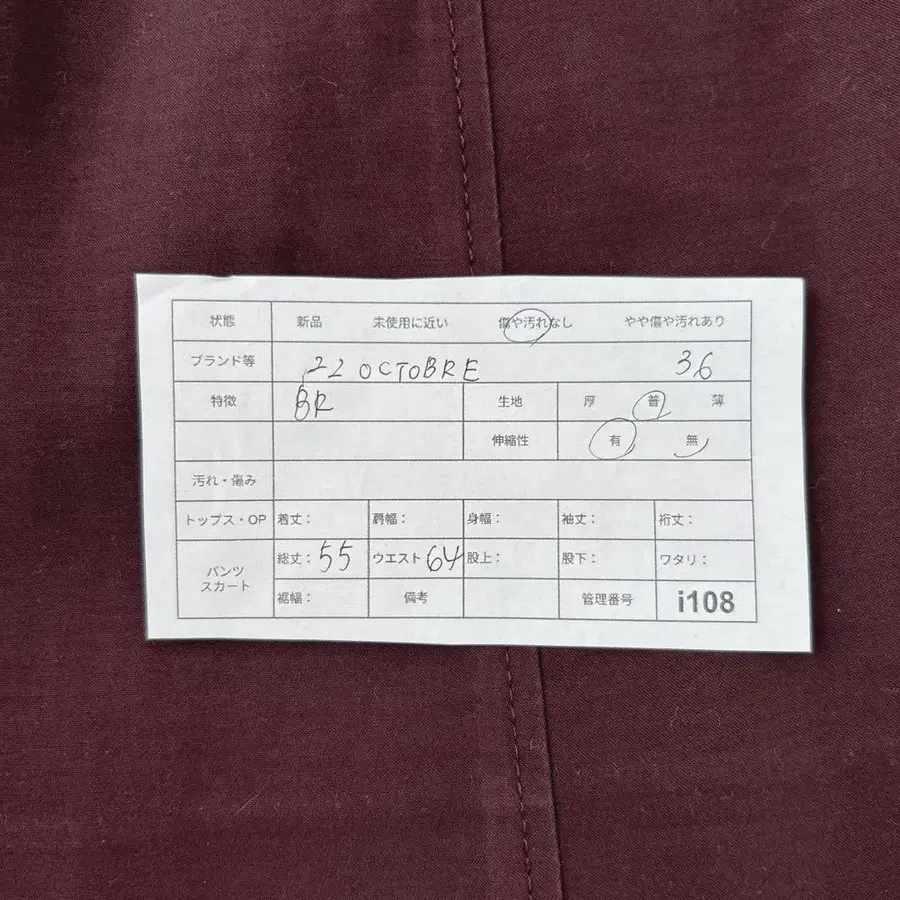 状態 新品 未使用に近い 傷や汚れなし やや傷や汚れあり
ブランド等 22 OCTOBRE 36
特徴 BR 生地 厚 普 薄
伸縮性 有 無
汚れ・傷み
トップス・OP 着丈： 肩幅： 身幅： 袖丈： 裄丈：
パンツ スカート 総丈：55 ウエスト 64 股上： 股下： ワタリ：
裾幅： 備考 管理番号 i108